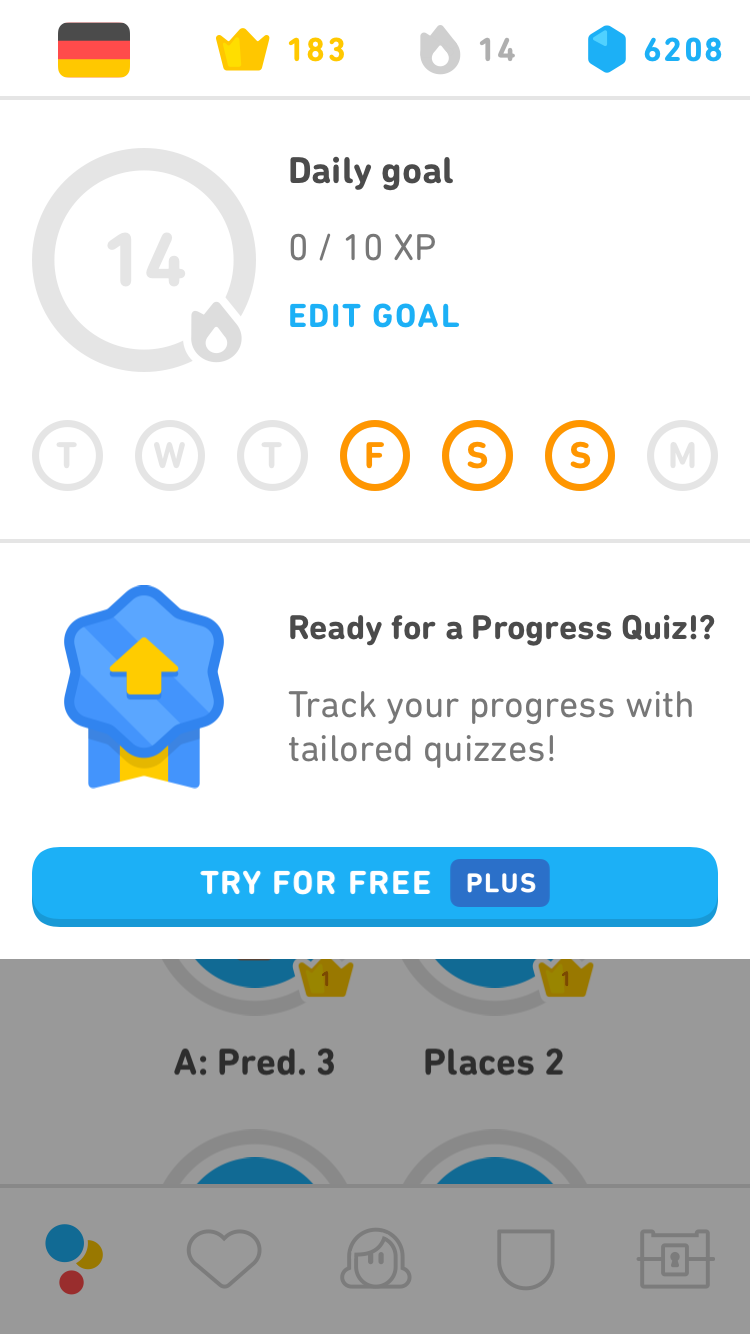 183 14 6208
14
Daily goal
0 / 10 XP
EDIT GOAL
T W T F S S M
Ready for a Progress Quiz!?
Track your progress with
tailored quizzes!
TRY FOR FREE PLUS
1 1
A: Pred. 3 Places 2